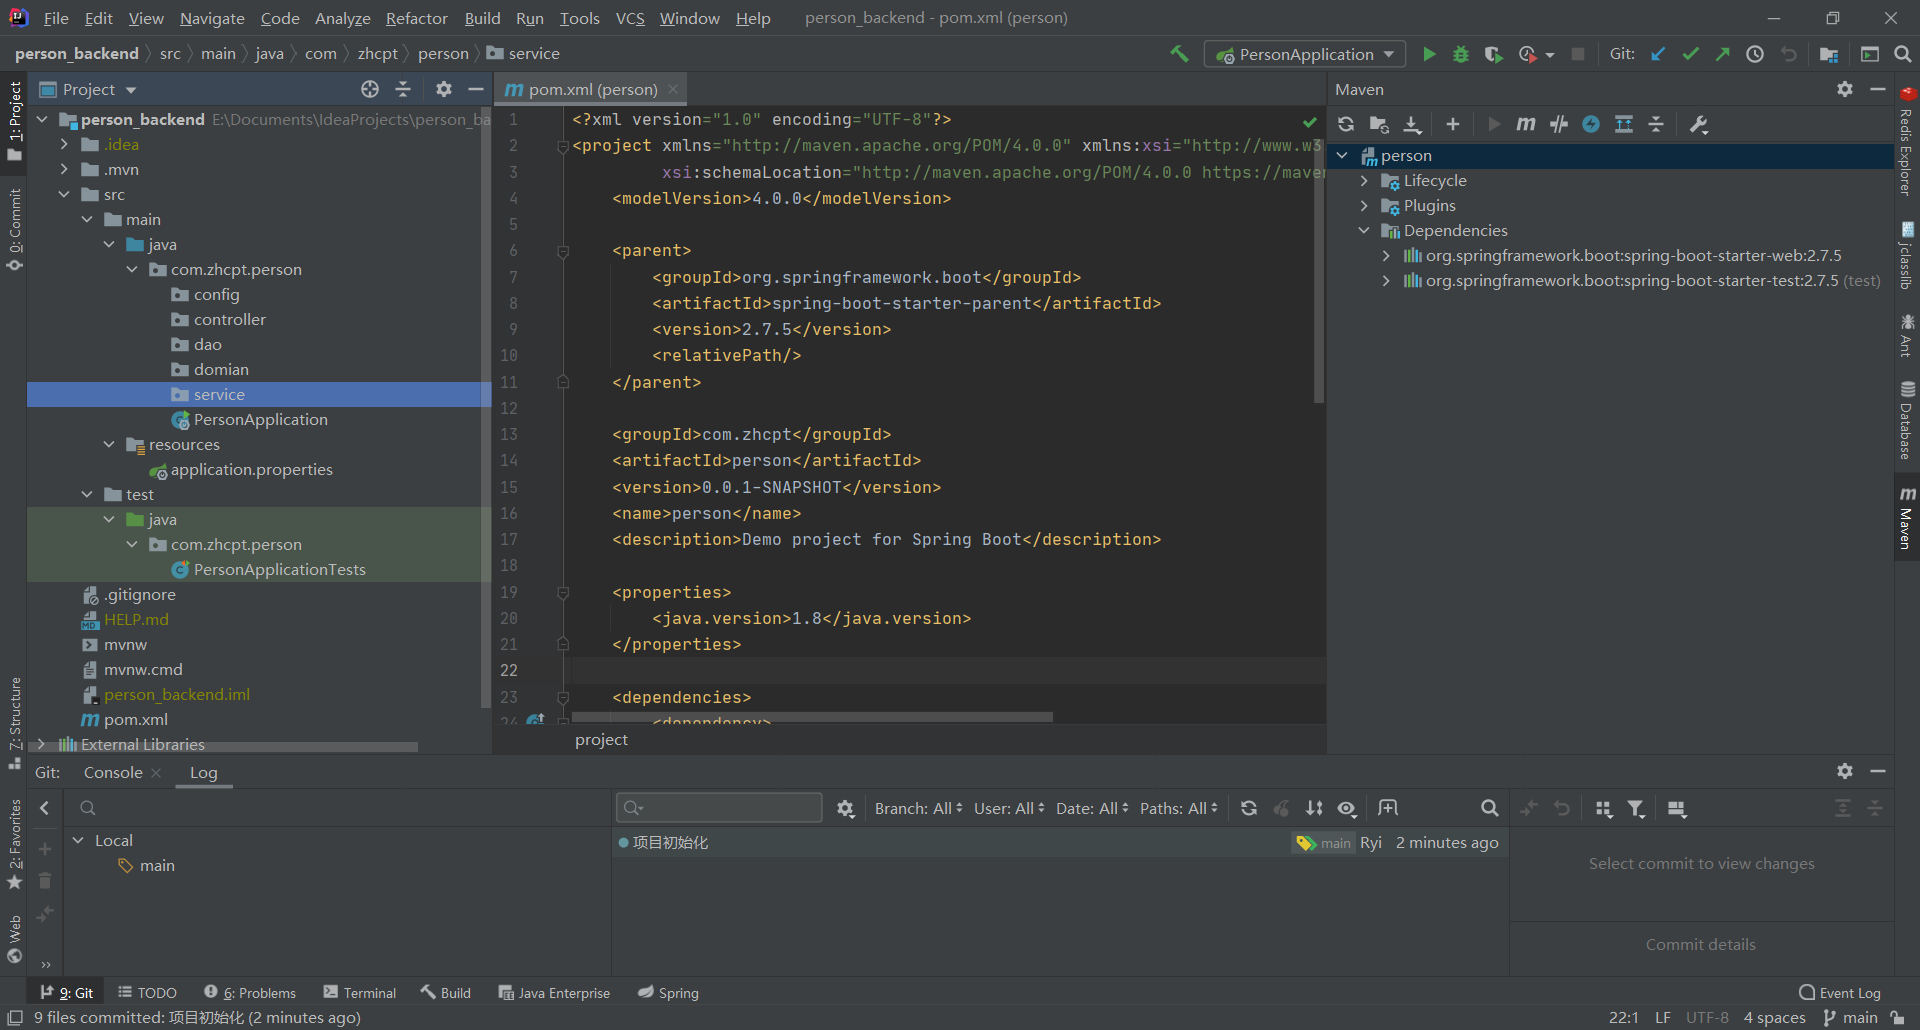 File Edit View Navigate Code Analyze Refactor Build Run Tools VCS Window Help person_backend - pom.xml (person)
person_backend src main java com zhcpt person service
PersonApplication Git:
1: Project
0: Commit
7: Structure
2: Favorites
Web
Project
person_backend E:\Documents\IdeaProjects\person_ba
.idea
.mvn
src
main
java
com.zhcpt.person
config
controller
dao
domian
service
PersonApplication
resources
application.properties
test
java
com.zhcpt.person
PersonApplicationTests
.gitignore
HELP.md
mvnw
mvnw.cmd
person_backend.iml
pom.xml
External Libraries
pom.xml (person)
1 <?xml version="1.0" encoding="UTF-8"?>
2 <project xmlns="http://maven.apache.org/POM/4.0.0" xmlns:xsi="http://www.w3
3 xsi:schemaLocation="http://maven.apache.org/POM/4.0.0 https://maven
4 <modelVersion>4.0.0</modelVersion>
5
6 <parent>
7 <groupId>org.springframework.boot</groupId>
8 <artifactId>spring-boot-starter-parent</artifactId>
9 <version>2.7.5</version>
10 <relativePath/>
11 </parent>
12
13 <groupId>com.zhcpt</groupId>
14 <artifactId>person</artifactId>
15 <version>0.0.1-SNAPSHOT</version>
16 <name>person</name>
17 <description>Demo project for Spring Boot</description>
18
19 <properties>
20 <java.version>1.8</java.version>
21 </properties>
22
23 <dependencies>
24 <dependency>
project
Maven
person
Lifecycle
Plugins
Dependencies
org.springframework.boot:spring-boot-starter-web:2.7.5
org.springframework.boot:spring-boot-starter-test:2.7.5 (test)
Redis Explorer
jclasslib
Ant
Database
Maven
Git: Console Log
Local
main
Branch: All User: All Date: All Paths: All
项目初始化 main Ryi 2 minutes ago
Select commit to view changes
Commit details
9: Git TODO 6: Problems Terminal Build Java Enterprise Spring Event Log
9 files committed: 项目初始化 (2 minutes ago) 22:1 LF UTF-8 4 spaces main